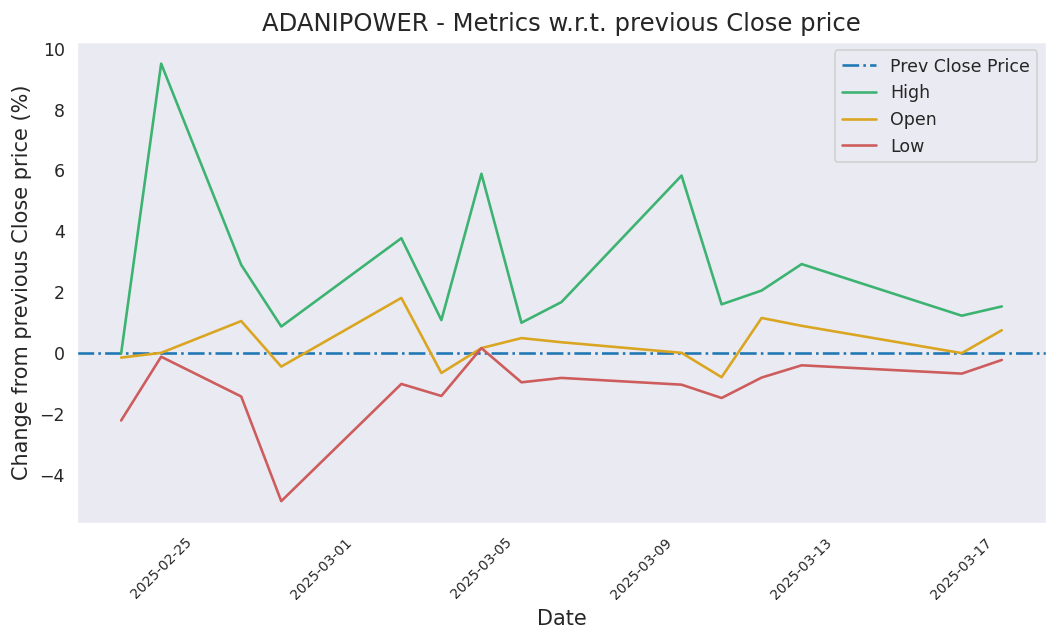 ADANIPOWER - Metrics w.r.t. previous Close price
Change from previous Close price (%)
10
8
6
4
2
0
−2
−4
Prev Close Price
High
Open
Low
2025-02-25
2025-03-01
2025-03-05
2025-03-09
2025-03-13
2025-03-17
Date